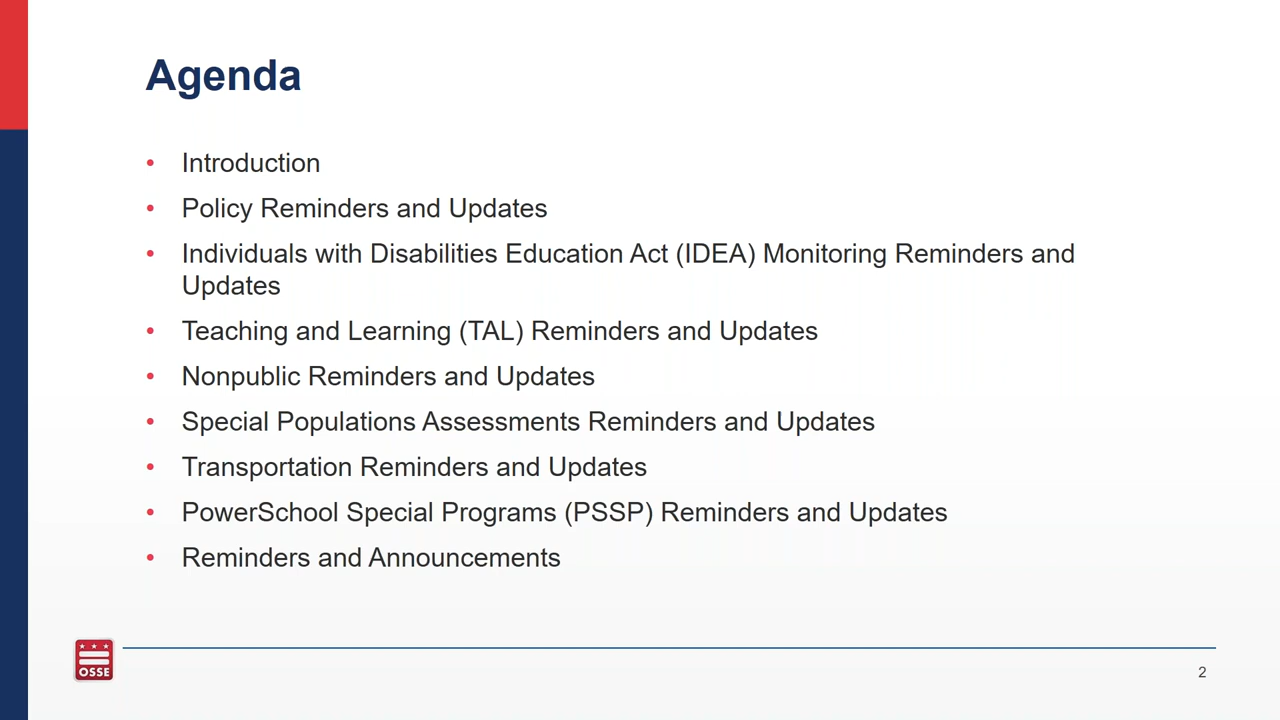 Agenda
• Introduction
• Policy Reminders and Updates
• Individuals with Disabilities Education Act (IDEA) Monitoring Reminders and
Updates
• Teaching and Learning (TAL) Reminders and Updates
• Nonpublic Reminders and Updates
• Special Populations Assessments Reminders and Updates
• Transportation Reminders and Updates
• PowerSchool Special Programs (PSSP) Reminders and Updates
• Reminders and Announcements
OSSE
2